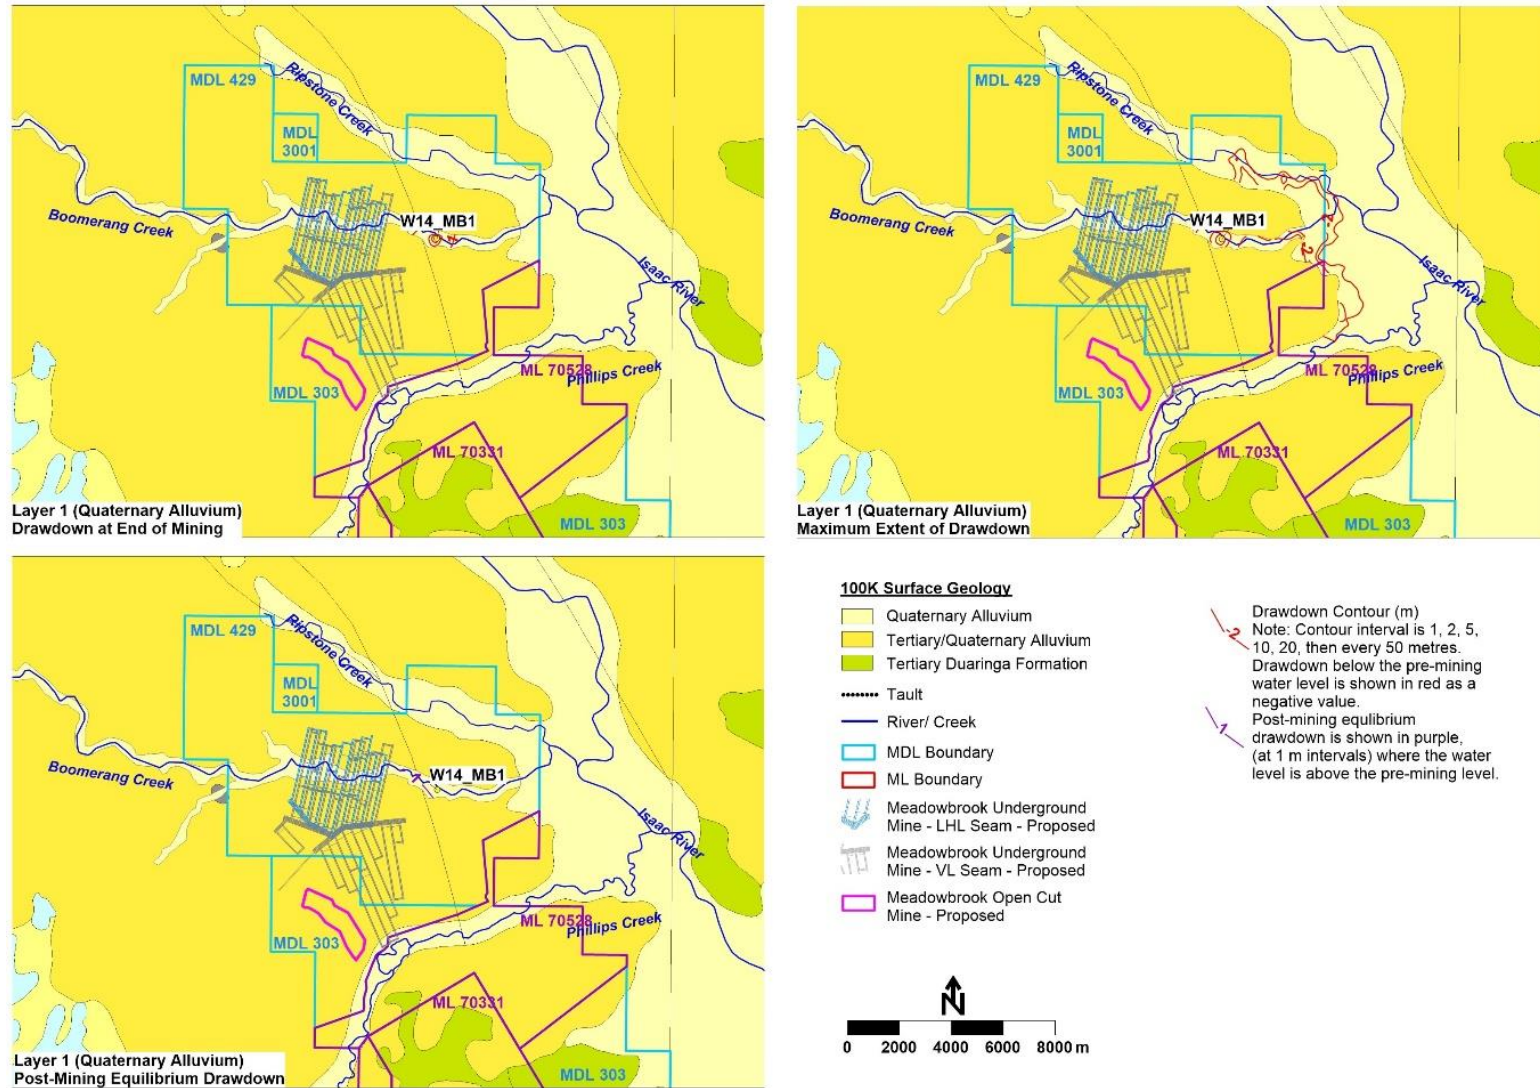 MDL 429
Ripstone Creek
MDL
3001
W14_MB1
Boomerang Creek
Isaac River
ML 70528
Phillips Creek
MDL 303
ML 70331
MDL 303
Layer 1 (Quaternary Alluvium)
Drawdown at End of Mining
MDL 429
Ripstone Creek
MDL
3001
W14_MB1
Boomerang Creek
-2
-2
Isaac River
ML 70528
Phillips Creek
MDL 303
ML 70331
MDL 303
Layer 1 (Quaternary Alluvium)
Maximum Extent of Drawdown
MDL 429
Ripstone Creek
MDL
3001
1
W14_MB1
Boomerang Creek
Isaac River
ML 70528
Phillips Creek
MDL 303
ML 70331
MDL 303
Layer 1 (Quaternary Alluvium)
Post-Mining Equilibrium Drawdown
100K Surface Geology
Quaternary Alluvium
Tertiary/Quaternary Alluvium
Tertiary Duaringa Formation
Tault
River/ Creek
MDL Boundary
ML Boundary
Meadowbrook Underground
Mine - LHL Seam - Proposed
Meadowbrook Underground
Mine - VL Seam - Proposed
Meadowbrook Open Cut
Mine - Proposed
-2
Drawdown Contour (m)
Note: Contour interval is 1, 2, 5,
10, 20, then every 50 metres.
Drawdown below the pre-mining
water level is shown in red as a
negative value.
1
Post-mining equlibrium
drawdown is shown in purple,
(at 1 m intervals) where the water
level is above the pre-mining level.
N
0 2000 4000 6000 8000 m